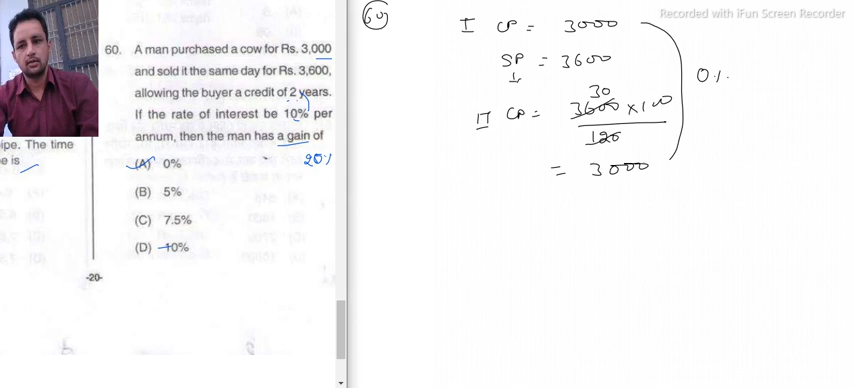 Recorded with iFun Screen Recorder
60. A man purchased a cow for Rs. 3,000
and sold it the same day for Rs. 3,600,
allowing the buyer a credit of 2 years.
If the rate of interest be 10% per
annum, then the man has a gain of
20%
(A) 0%
(B) 5%
(C) 7.5%
(D) 10%
-20-
ipe. The time
e is
60
I CP = 3000
SP = 3600
30
II CP = 3600 × 100
120
= 3000
0%